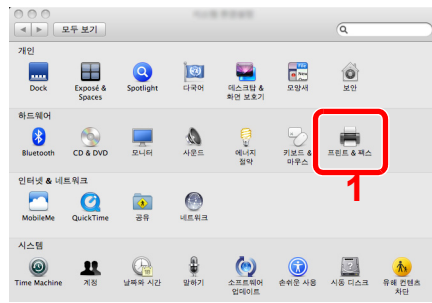 모두 보기
개인
Dock
Exposé &
Spaces
Spotlight
다국어
데스크탑 &
화면 보호기
모양새
보안
하드웨어
Bluetooth
CD & DVD
모니터
사운드
에너지
절약
키보드 &
마우스
프린트 & 팩스
1
인터넷 & 네트워크
MobileMe
QuickTime
공유
네트워크
시스템
Time Machine
계정
날짜와 시간
말하기
소프트웨어
업데이트
손쉬운 사용
시동 디스크
유해 컨텐츠
차단